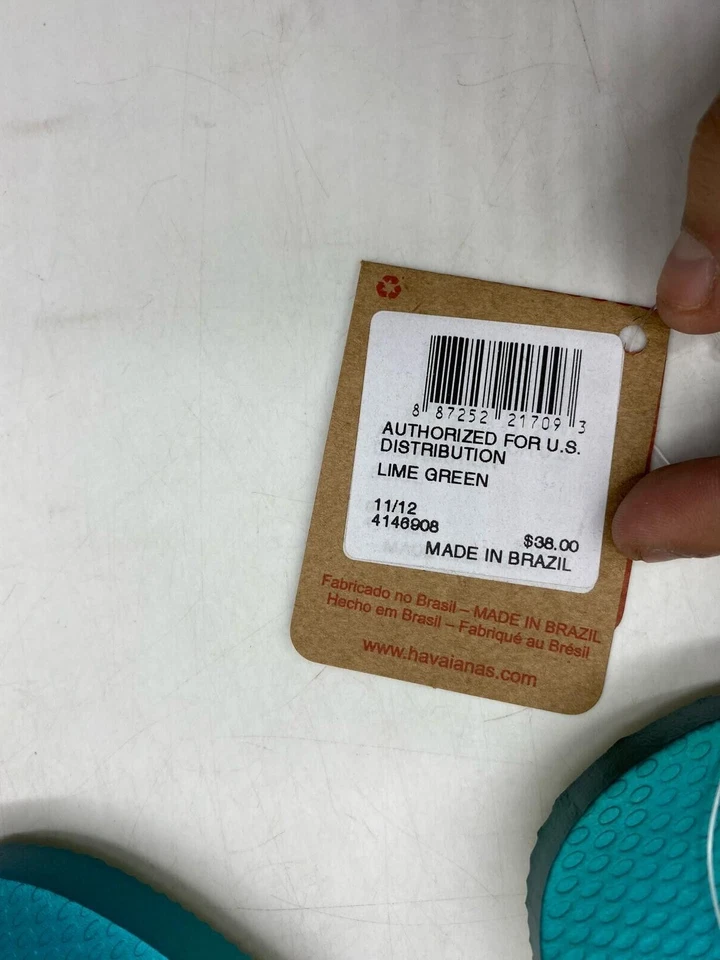 8 87252 21709 3
AUTHORIZED FOR U.S.
DISTRIBUTION
LIME GREEN
11/12
4146908
$38.00
MADE IN BRAZIL
Fabricado no Brasil – MADE IN BRAZIL
Hecho em Brasil – Fabriqué au Brésil
www.havaianas.com